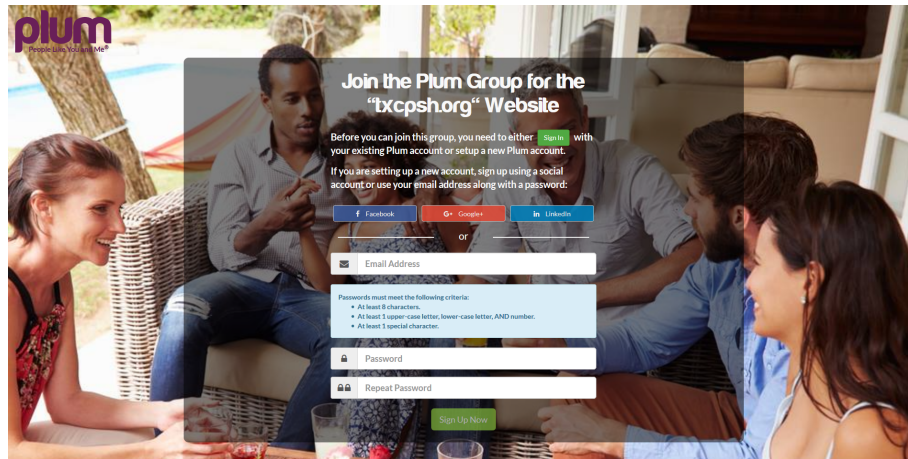 plum
People Like You and Me®
Join the Plum Group for the
"txcpsh.org" Website
Before you can join this group, you need to either Sign In with
your existing Plum account or setup a new Plum account.
If you are setting up a new account, sign up using a social
account or use your email address along with a password:
Facebook G+ Google+ in LinkedIn
or
Email Address
Passwords must meet the following criteria:
• At least 8 characters.
• At least 1 upper-case letter, lower-case letter, AND number.
• At least 1 special character.
Password
Repeat Password
Sign Up Now